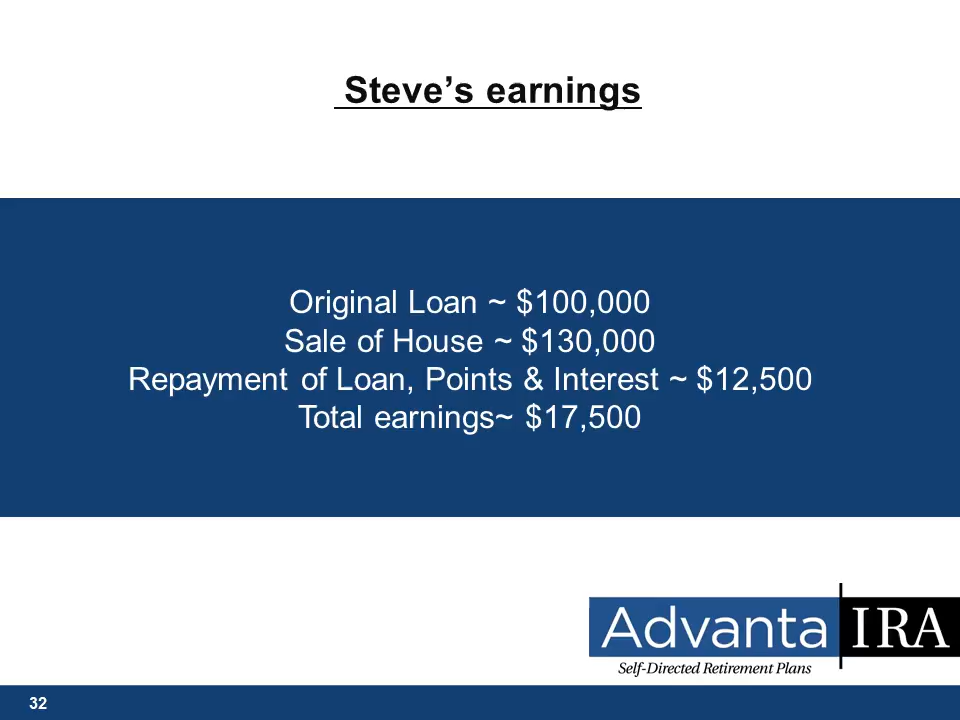 Steve’s earnings
Original Loan ~ $100,000
Sale of House ~ $130,000
Repayment of Loan, Points & Interest ~ $12,500
Total earnings~ $17,500
Advanta IRA
Self-Directed Retirement Plans
32